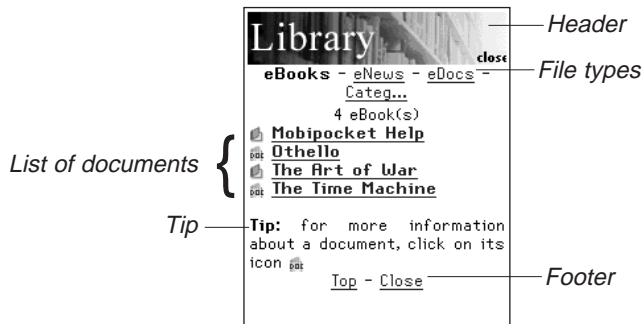 Library
close
Header
eBooks - eNews - eDocs -
File types
Categ...
4 eBook(s)
List of documents
Mobipocket Help
Othello
The Art of War
The Time Machine
Tip
Tip: for more information
about a document, click on its
icon
Top - Close
Footer